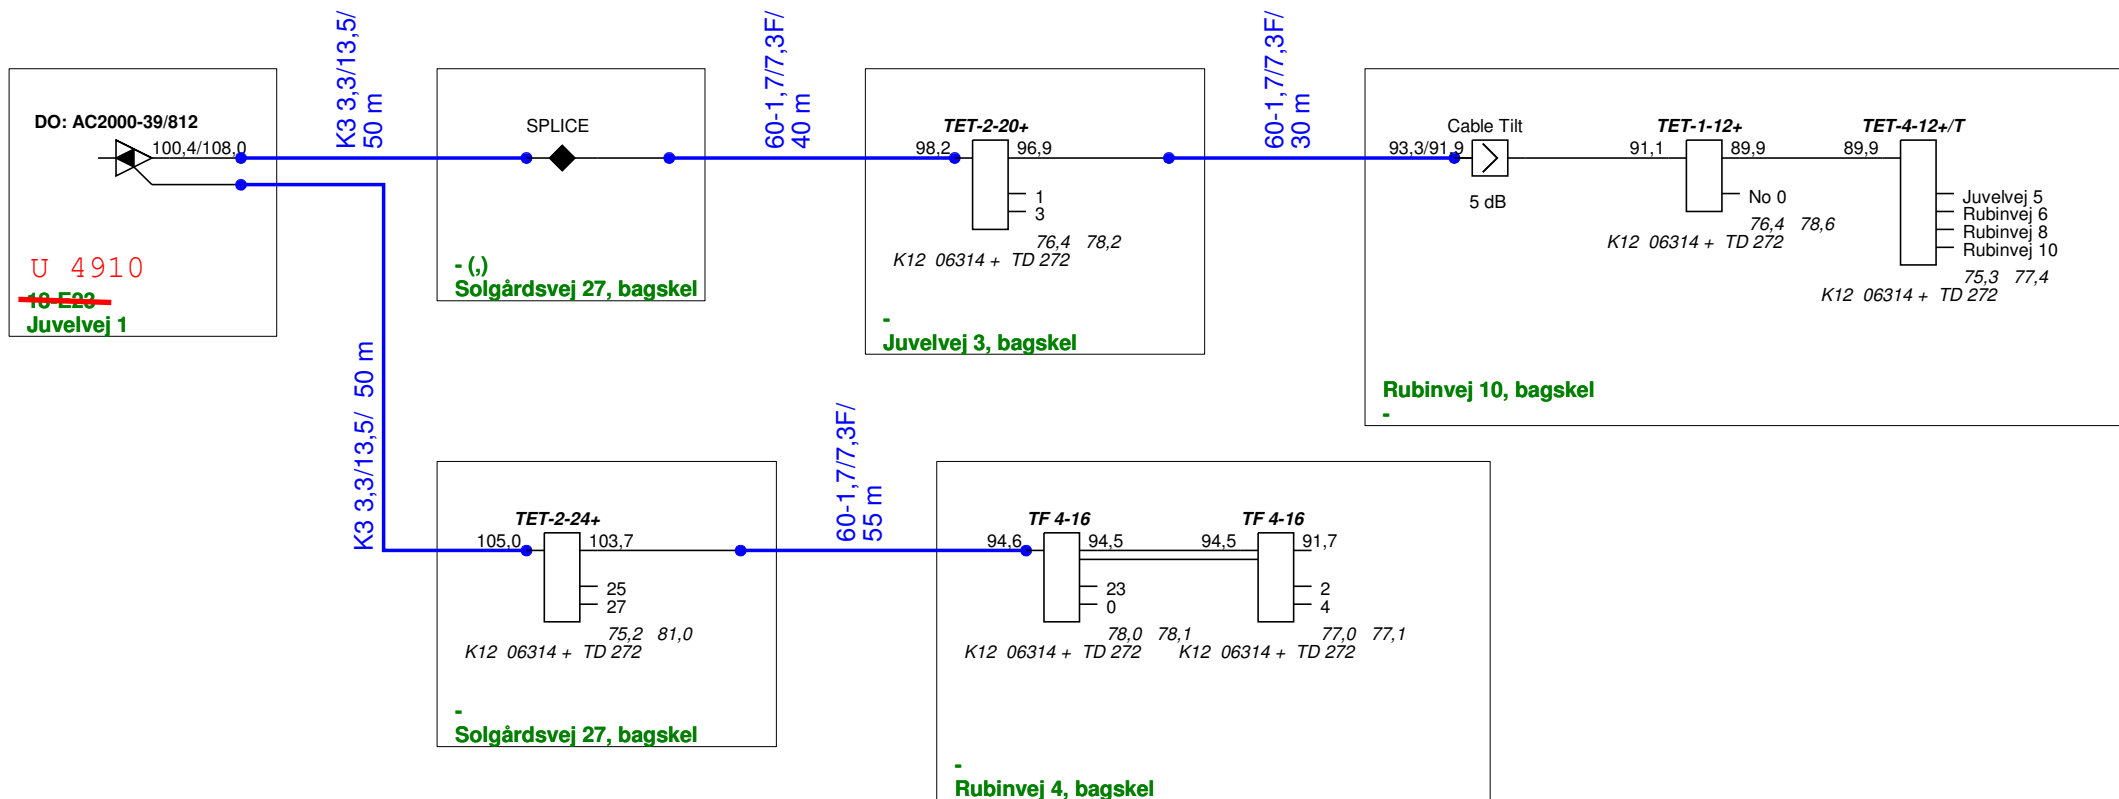 K3 3,3/13,5/
50 m
60-1,7/7,3F/
40 m
60-1,7/7,3F/
30 m
DO: AC2000-39/812
100,4/108,0
U 4910
18-E23
Juvelvej 1
SPLICE
- (,)
Solgårdsvej 27, bagskel
TET-2-20+
98,2
96,9
1
3
76,4 78,2
K12 06314 + TD 272
-
Juvelvej 3, bagskel
Cable Tilt
93,3/91,9
5 dB
TET-1-12+
91,1
89,9
No 0
76,4 78,6
K12 06314 + TD 272
TET-4-12+/T
89,9
Juvelvej 5
Rubinvej 6
Rubinvej 8
Rubinvej 10
75,3 77,4
K12 06314 + TD 272
Rubinvej 10, bagskel
-
K3 3,3/13,5/ 50 m
60-1,7/7,3F/
55 m
TET-2-24+
105,0
103,7
25
27
75,2 81,0
K12 06314 + TD 272
-
Solgårdsvej 27, bagskel
TF 4-16
94,6
94,5
23
0
78,0 78,1
K12 06314 + TD 272
TF 4-16
94,5
91,7
2
4
77,0 77,1
K12 06314 + TD 272
-
Rubinvej 4, bagskel